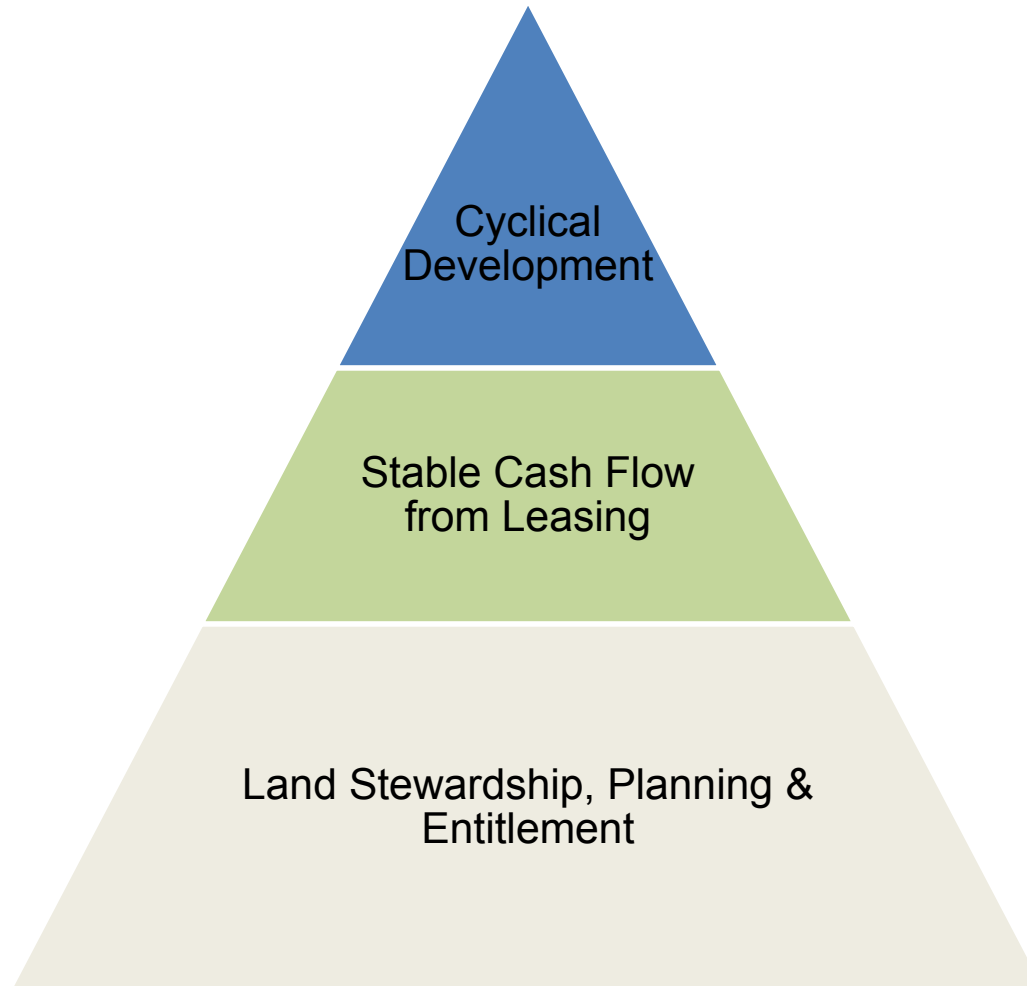 Cyclical
Development
Stable Cash Flow
from Leasing
Land Stewardship, Planning &
Entitlement